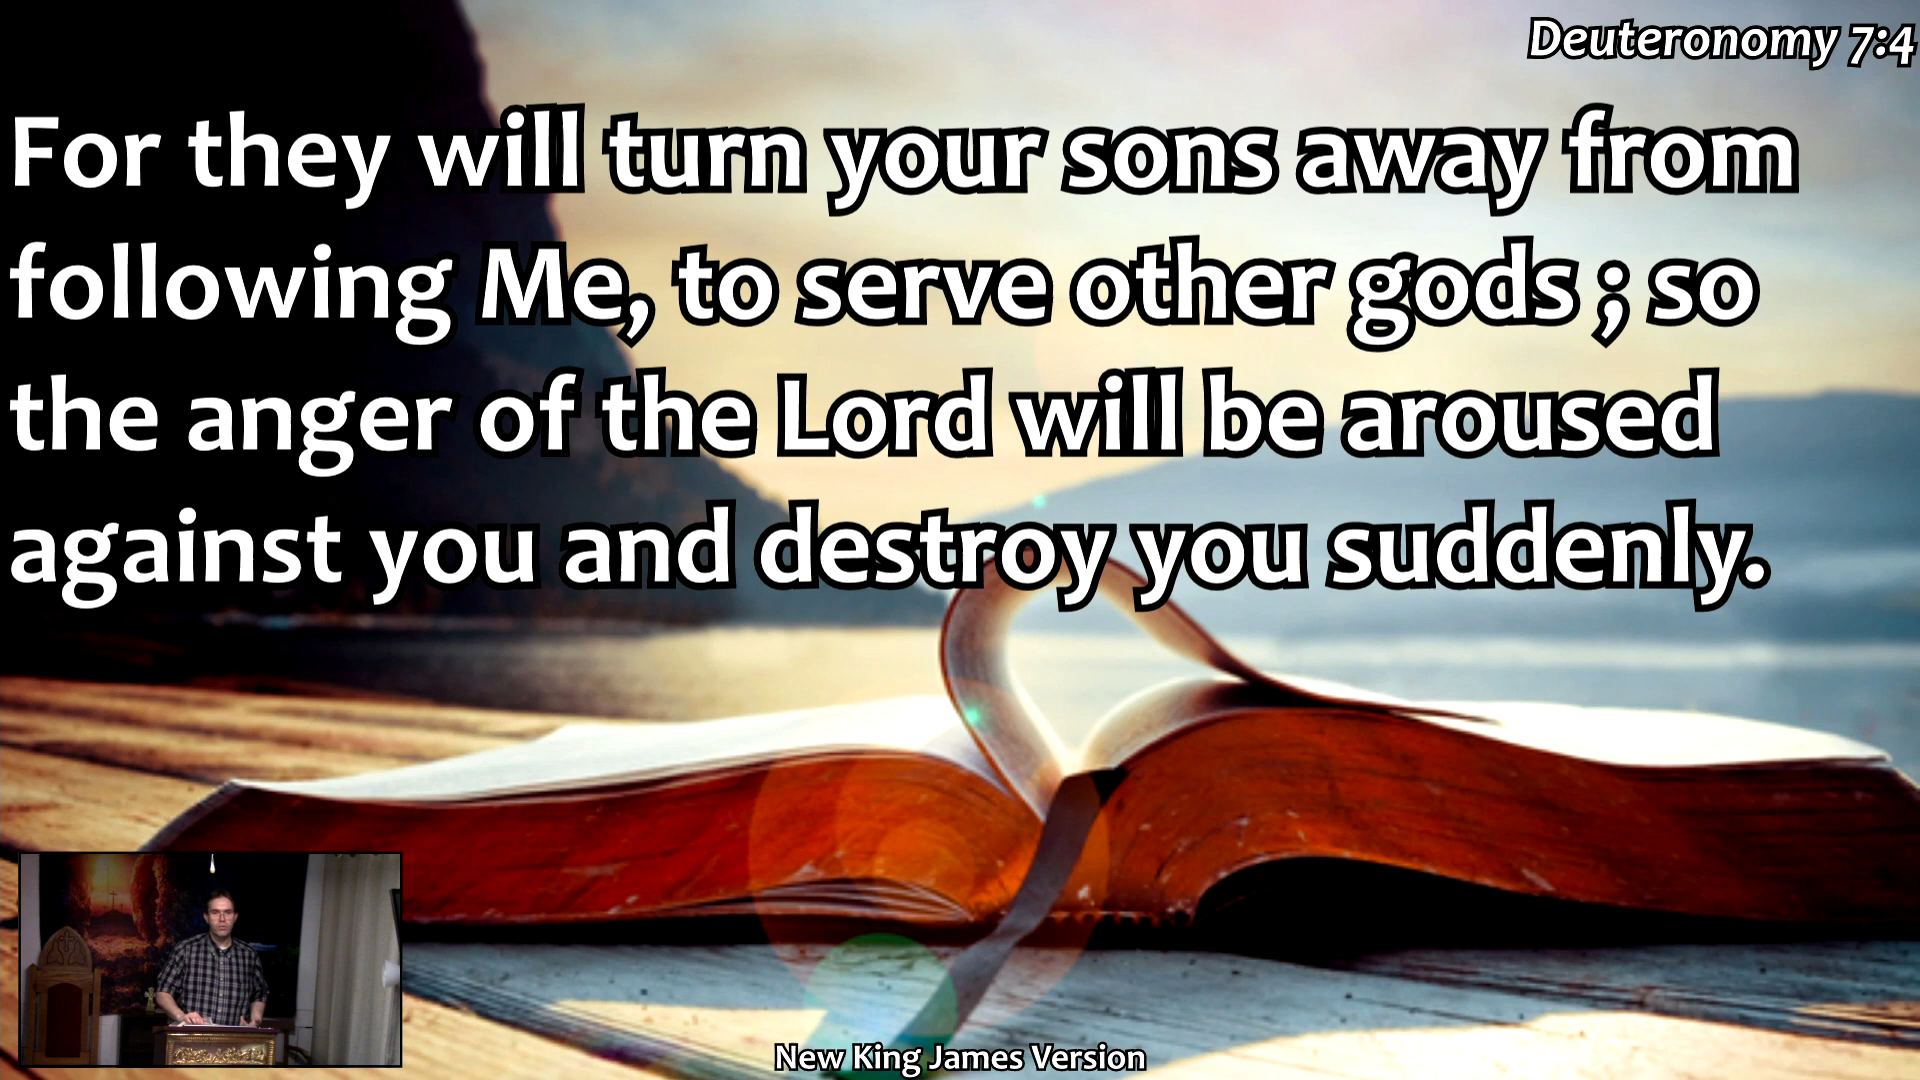 Deuteronomy 7:4
For they will turn your sons away from
following Me, to serve other gods ; so
the anger of the Lord will be aroused
against you and destroy you suddenly.
New King James Version